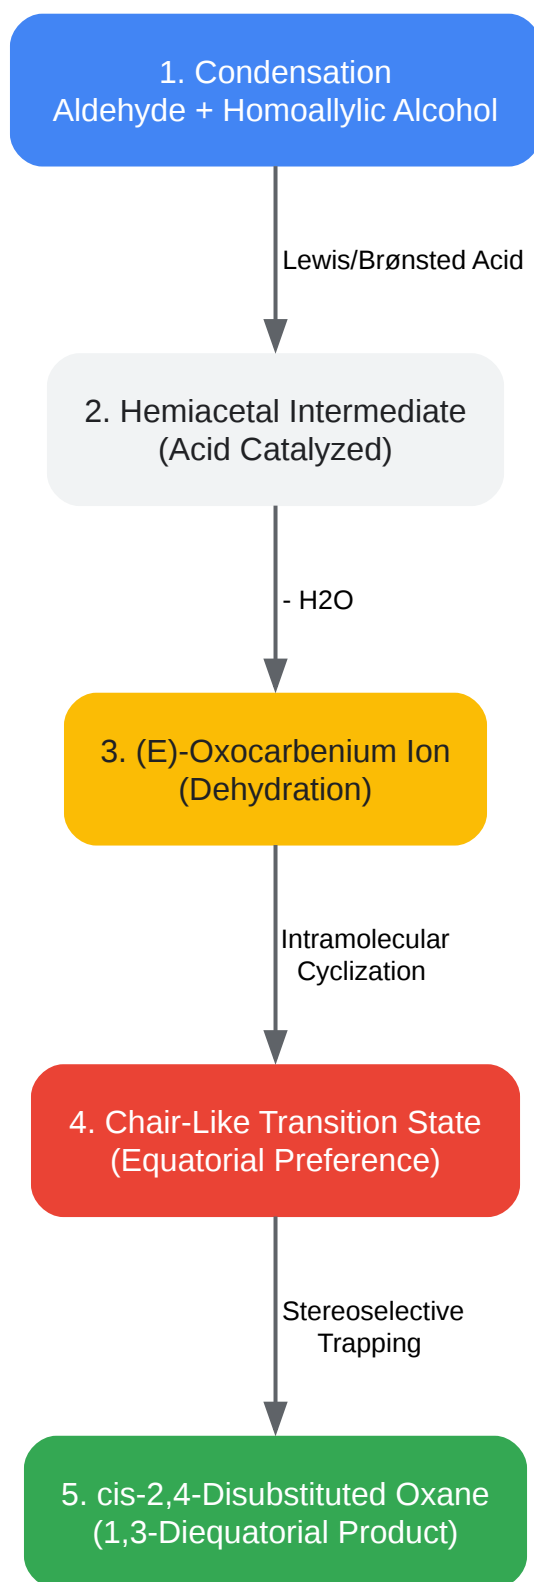 1. Condensation
Aldehyde + Homoallylic Alcohol
Lewis/Brønsted Acid
2. Hemiacetal Intermediate
(Acid Catalyzed)
- H2O
3. (E)-Oxocarbenium Ion
(Dehydration)
Intramolecular
Cyclization
4. Chair-Like Transition State
(Equatorial Preference)
Stereoselective
Trapping
5. cis-2,4-Disubstituted Oxane
(1,3-Diequatorial Product)